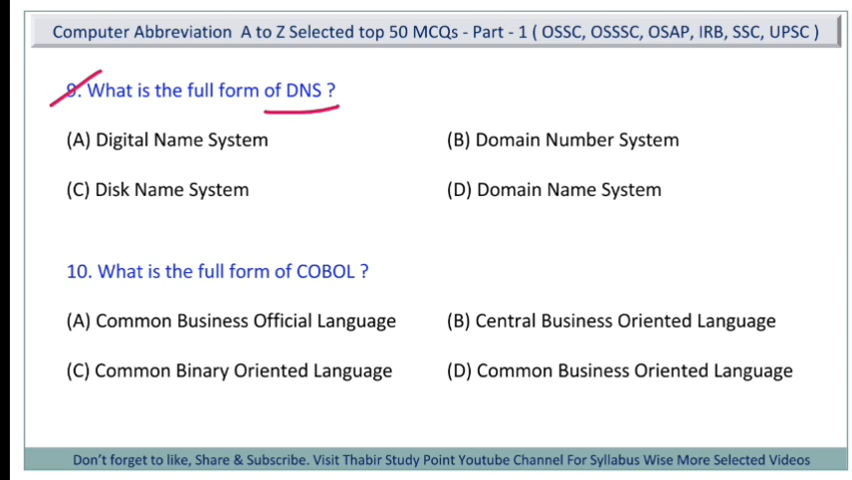 Computer Abbreviation A to Z Selected top 50 MCQs - Part - 1 ( OSSC, OSSSC, OSAP, IRB, SSC, UPSC )
9. What is the full form of DNS ?
(A) Digital Name System (B) Domain Number System
(C) Disk Name System (D) Domain Name System
10. What is the full form of COBOL ?
(A) Common Business Official Language (B) Central Business Oriented Language
(C) Common Binary Oriented Language (D) Common Business Oriented Language
Don't forget to like, Share & Subscribe. Visit Thabir Study Point Youtube Channel For Syllabus Wise More Selected Videos